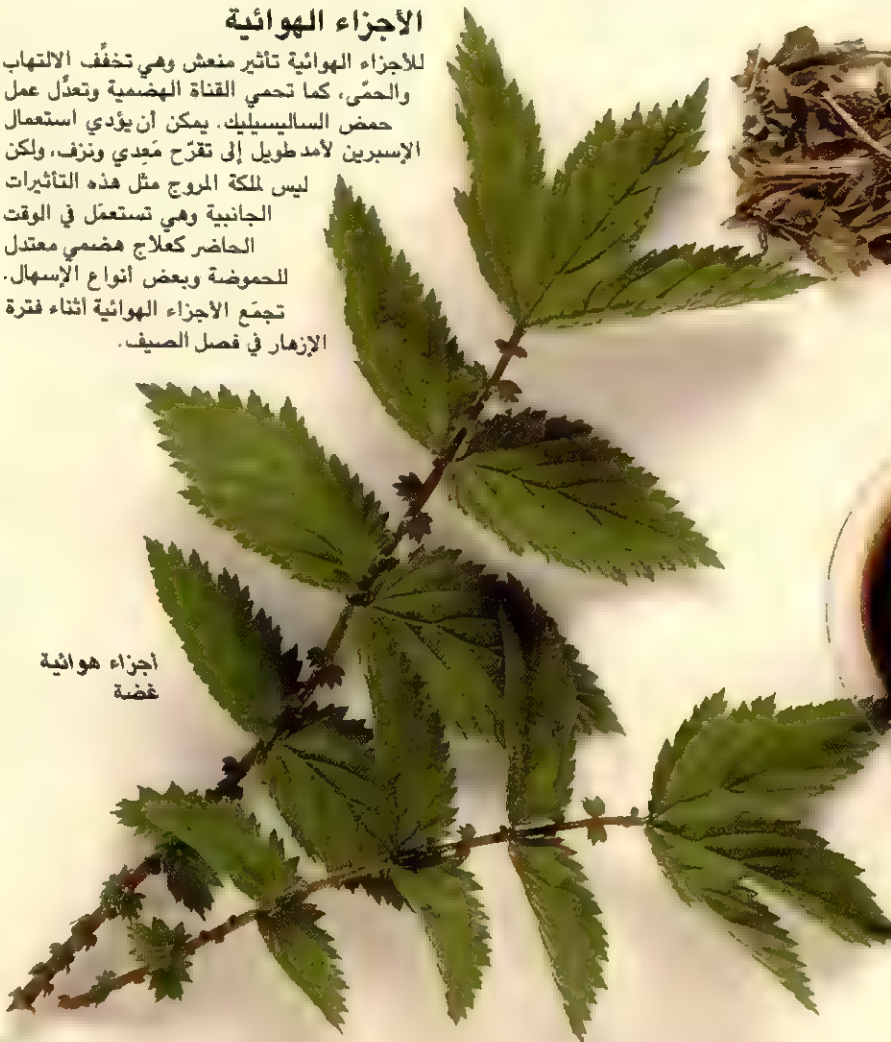 الأجزاء الهوائية
للأجزاء الهوائية تأثير منعش وهي تخفِّف الالتهاب
والحمّى، كما تحمي القناة الهضمية وتعدِّل عمل
حمض الساليسيليك. يمكن أن يؤدي استعمال
الإسبرين لأمد طويل إلى تقرّح مَعِدي ونزف، ولكن
ليس لملكة المروج مثل هذه التأثيرات
الجانبية وهي تستعمَل في الوقت
الحاضر كعلاج هضمي معتدل
للحموضة وبعض أنواع الإسهال.
تجمَع الأجزاء الهوائية أثناء فترة
الإزهار في فصل الصيف.
أجزاء هوائية
غضة